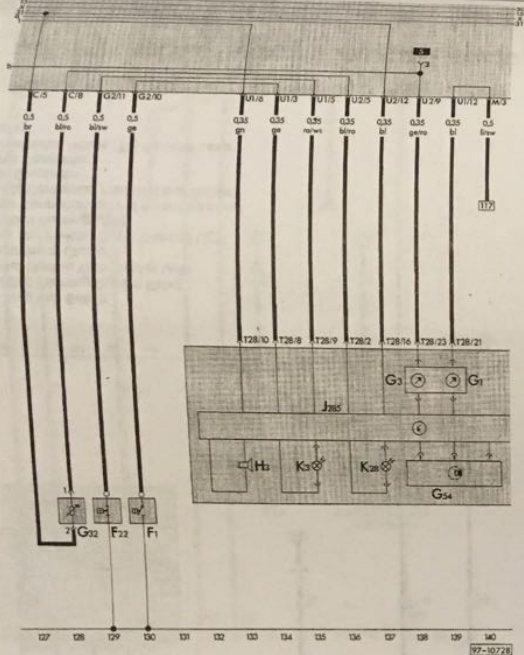 C/5 C/8 G2/11 G2/10 U1/6 U1/3 U1/5 U2/5 U2/12 U2/9 U1/12 M/3
0,5 0,5 0,5 0,5 0,35 0,35 0,35 0,35 0,35 0,35 0,35 0,5
br bl/ro bl/sw ge gn ge ro/ws bl/ro bl ge/ro bl li/sw
117
T28/10 T28/8 T28/9 T28/2 T28/16 T28/23 T28/21
G3 G1
J285
H3 K3 K28
G54
1
2 G32 F22 F1
127 128 129 130 131 132 133 134 135 136 137 138 139 140
97-10728